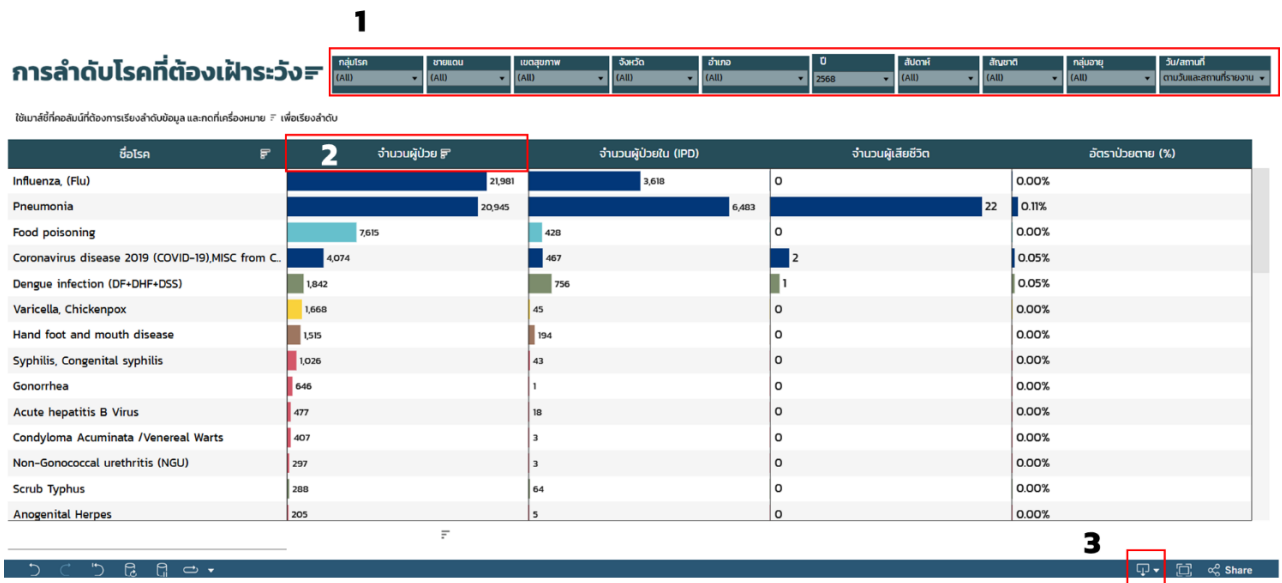 1
การลำดับโรคที่ต้องเฝ้าระวัง
กลุ่มโรค ชายแดน เขตสุขภาพ จังหวัด อำเภอ ปี สัปดาห์ สัญชาติ กลุ่มอายุ วัน/สถานที่
(All) (All) (All) (All) (All) 2568 (All) (All) (All) ตามวันและสถานที่รายงาน
ใช้เมาส์ชี้ที่คอลัมน์ที่ต้องการเรียงลำดับข้อมูล และกดที่เครื่องหมาย เพื่อเรียงลำดับ
ชื่อโรค 2 จำนวนผู้ป่วย จำนวนผู้ป่วยใน (IPD) จำนวนผู้เสียชีวิต อัตราป่วยตาย (%)
Influenza, (Flu) 21,981 3,618 0 0.00%
Pneumonia 20,945 6,483 22 0.11%
Food poisoning 7,615 428 0 0.00%
Coronavirus disease 2019 (COVID-19),MISC from C.. 4,074 467 2 0.05%
Dengue infection (DF+DHF+DSS) 1,842 756 1 0.05%
Varicella, Chickenpox 1,668 45 0 0.00%
Hand foot and mouth disease 1,515 194 0 0.00%
Syphilis, Congenital syphilis 1,026 43 0 0.00%
Gonorrhea 646 1 0 0.00%
Acute hepatitis B Virus 477 18 0 0.00%
Condyloma Acuminata /Venereal Warts 407 3 0 0.00%
Non-Gonococcal urethritis (NGU) 297 3 0 0.00%
Scrub Typhus 288 64 0 0.00%
Anogenital Herpes 205 5 0 0.00%
3
Share